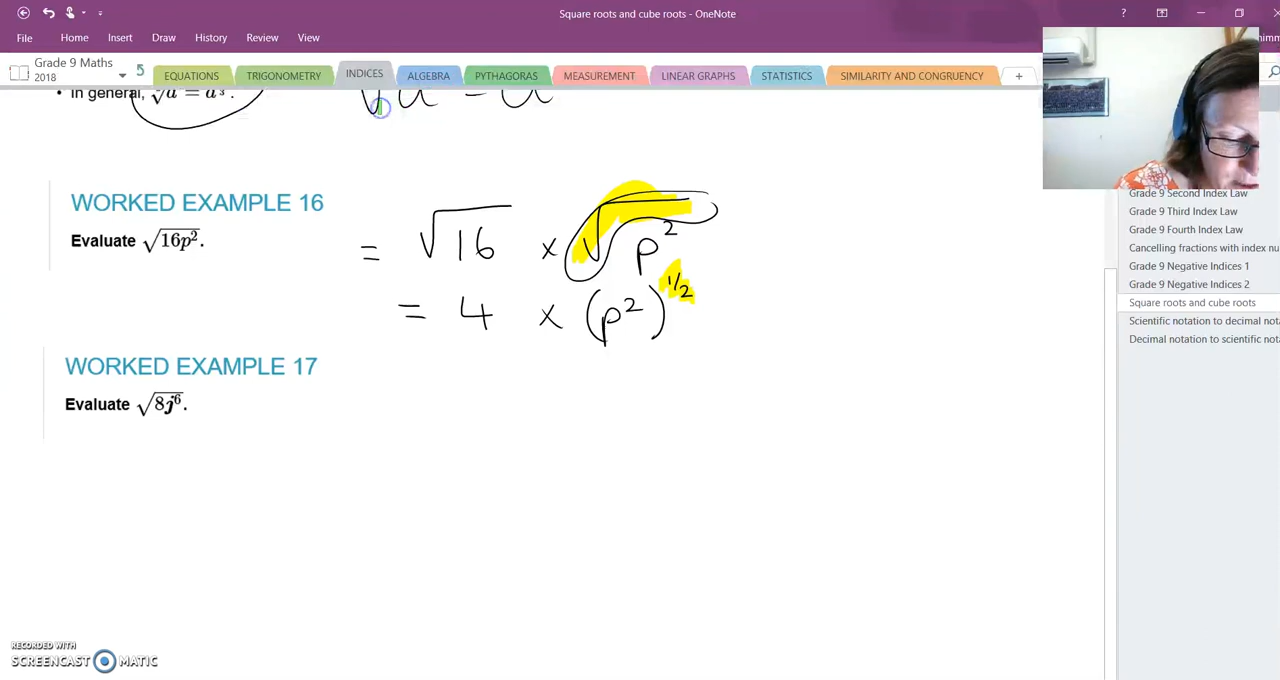 Square roots and cube roots - OneNote
?
File
Home
Insert
Draw
History
Review
View
Grade 9 Maths
2018
EQUATIONS
TRIGONOMETRY
INDICES
ALGEBRA
PYTHAGORAS
MEASUREMENT
LINEAR GRAPHS
STATISTICS
SIMILARITY AND CONGRUENCY
+
Grade 9 Second Index Law
Grade 9 Third Index Law
Grade 9 Fourth Index Law
Cancelling fractions with index nu
Grade 9 Negative Indices 1
Grade 9 Negative Indices 2
Square roots and cube roots
Scientific notation to decimal nota
Decimal notation to scientific nota
• In general,
WORKED EXAMPLE 16
Evaluate √16p².
= √16 × √p²
= 4 × (p²)^1/2
WORKED EXAMPLE 17
Evaluate √8j⁶.
RECORDED WITH
SCREENCAST MATIC